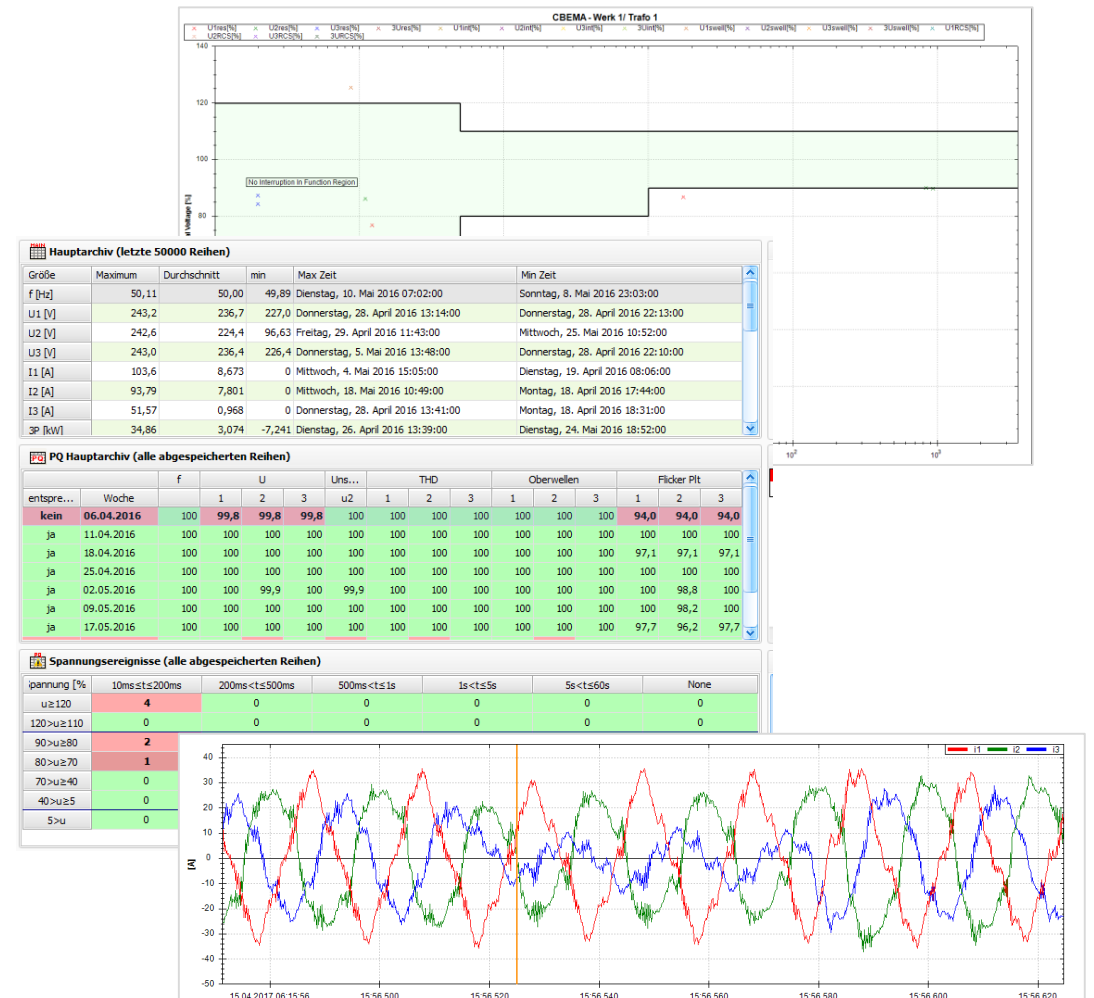 CBEMA - Werk 1/ Trafo 1
U1res[%] U2res[%] U3res[%] 3Ures[%] U1int[%] U2int[%] U3int[%] 3Uint[%] U1swell[%] U2swell[%] U3swell[%] 3Uswell[%] U1RCS[%]
U2RCS[%] U3RCS[%] 3URCS[%]
140
120
100
No Interruption In Function Region
80
Voltage [%]
Hauptarchiv (letzte 50000 Reihen)
Größe Maximum Durchschnitt min Max Zeit Min Zeit
f [Hz] 50,11 50,00 49,89 Dienstag, 10. Mai 2016 07:02:00 Sonntag, 8. Mai 2016 23:03:00
U1 [V] 243,2 236,7 227,0 Donnerstag, 28. April 2016 13:14:00 Donnerstag, 28. April 2016 22:13:00
U2 [V] 242,6 224,4 96,63 Freitag, 29. April 2016 11:43:00 Mittwoch, 25. Mai 2016 10:52:00
U3 [V] 243,0 236,4 226,4 Donnerstag, 5. Mai 2016 13:48:00 Donnerstag, 28. April 2016 22:10:00
I1 [A] 103,6 8,673 0 Mittwoch, 4. Mai 2016 15:05:00 Dienstag, 19. April 2016 08:06:00
I2 [A] 93,79 7,801 0 Mittwoch, 18. Mai 2016 10:49:00 Montag, 18. April 2016 17:44:00
I3 [A] 51,57 0,968 0 Donnerstag, 28. April 2016 13:41:00 Montag, 18. April 2016 18:31:00
3P [kW] 34,86 3,074 -7,241 Dienstag, 26. April 2016 13:39:00 Dienstag, 24. Mai 2016 18:52:00
10² 10³
PQ Hauptarchiv (alle abgespeicherten Reihen)
f U Uns... THD Oberwellen Flicker Plt
entspre... Woche 1 2 3 u2 1 2 3 1 2 3 1 2 3
kein 06.04.2016 100 99,8 99,8 99,8 100 100 100 100 100 100 100 94,0 94,0 94,0
ja 11.04.2016 100 100 100 100 100 100 100 100 100 100 100 100 100 100
ja 18.04.2016 100 100 100 100 100 100 100 100 100 100 100 97,1 97,1 97,1
ja 25.04.2016 100 100 100 100 100 100 100 100 100 100 100 100 100 100
ja 02.05.2016 100 100 99,9 100 99,9 100 100 100 100 100 100 100 98,8 100
ja 09.05.2016 100 100 100 100 100 100 100 100 100 100 100 100 98,2 100
ja 17.05.2016 100 100 100 100 100 100 100 100 100 100 100 97,7 96,2 97,7
Spannungsereignisse (alle abgespeicherten Reihen)
pannung [% 10ms≤t≤200ms 200ms<t≤500ms 500ms<t≤1s 1s<t≤5s 5s<t≤60s None
u≥120 4 0 0 0 0 0
120>u≥110 0 0 0 0 0 0
90>u≥80 2
80>u≥70 1
70>u≥40 0
40>u≥5 0
5>u 0
i1 i2 i3
40
30
20
10
0
-10
-20
-30
-40
-50
[A]
15.04.2017 06:15:56 15:56,500 15:56,520 15:56,540 15:56,560 15:56,580 15:56,600 15:56,620